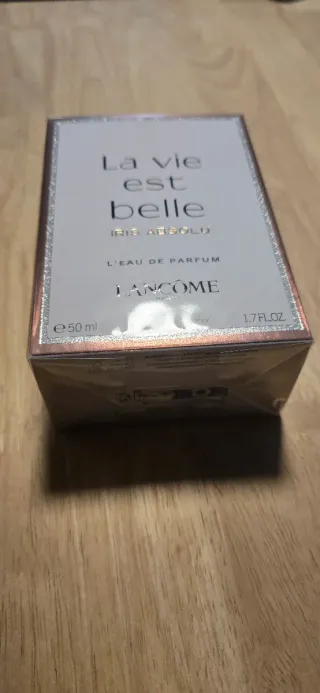 La vie
est
belle
IRIS ABSOLU
L'EAU DE PARFUM
LANCÔME
℮ 50 ml 1.7 FL.OZ.